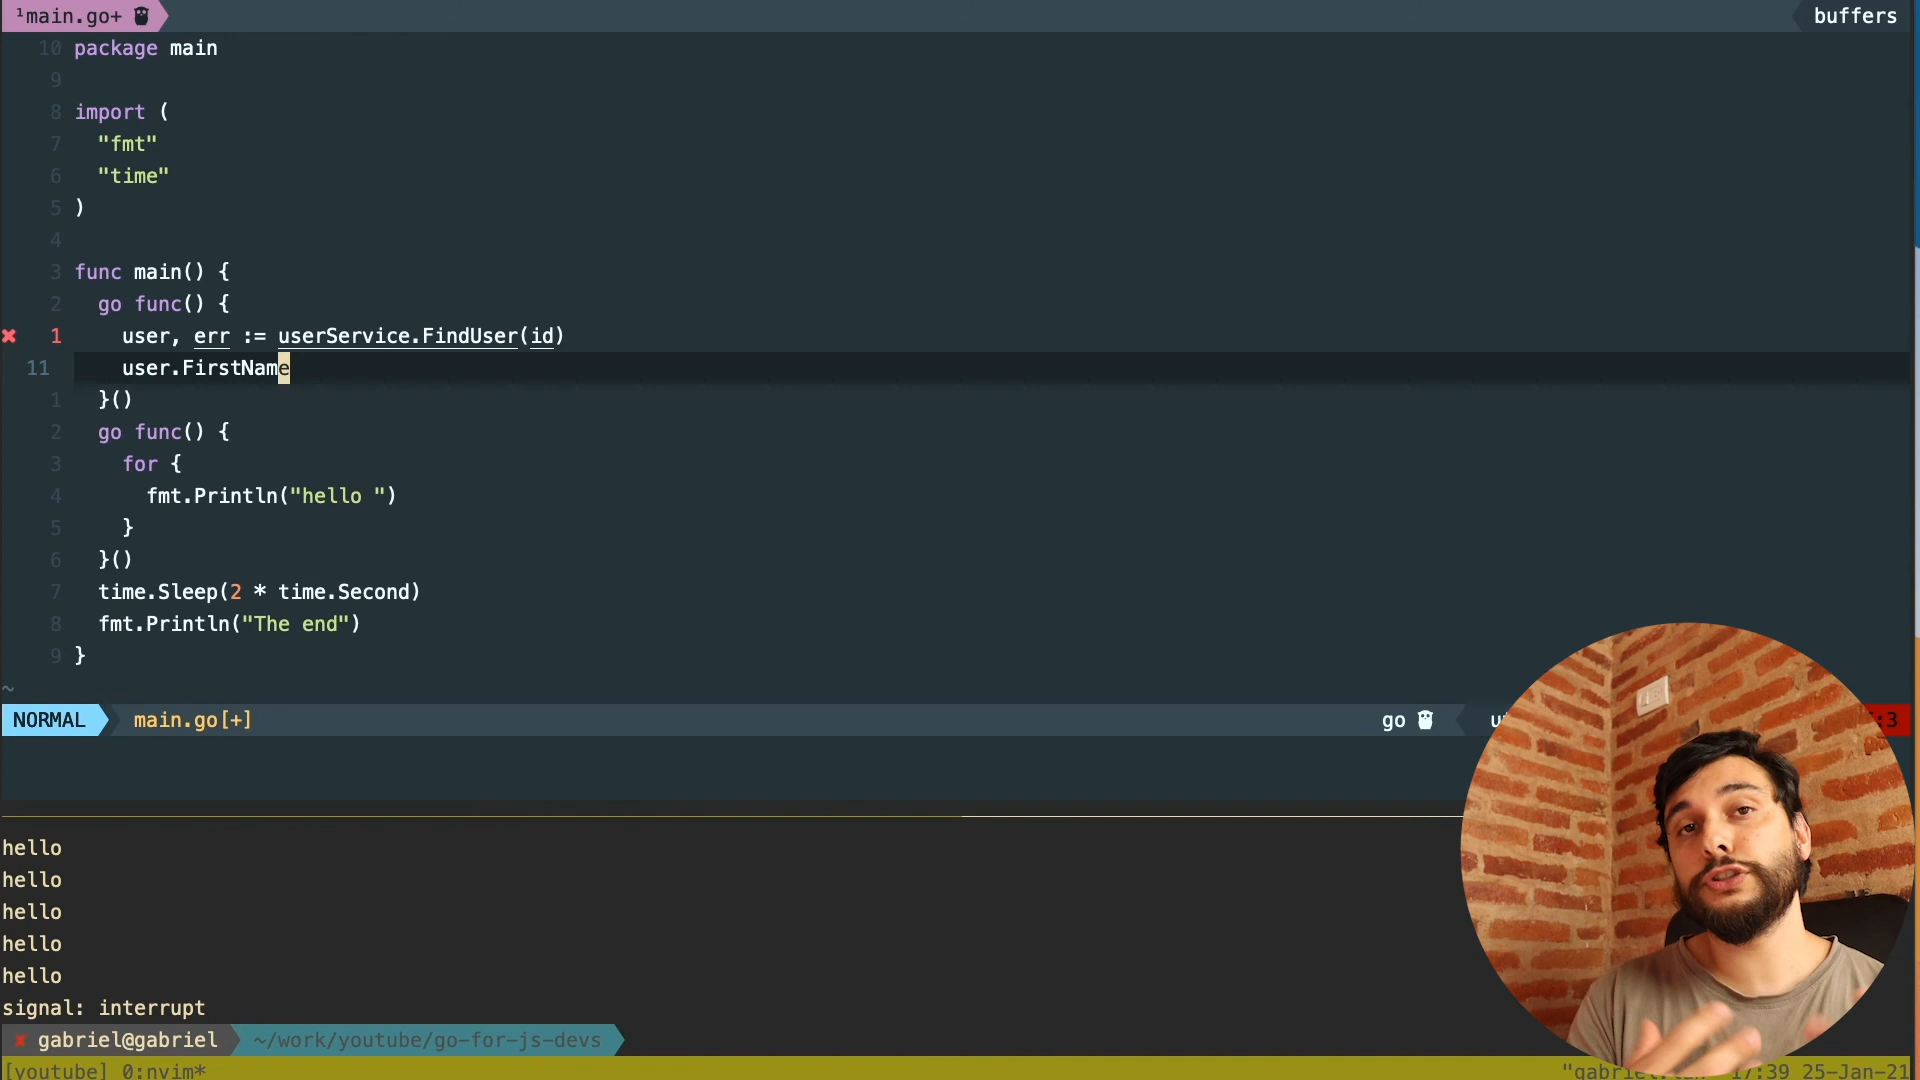 ¹main.go+ buffers
10 package main
9
8 import (
7 "fmt"
6 "time"
5 )
4
3 func main() {
2 go func() {
✖ 1 user, err := userService.FindUser(id)
11 user.FirstName
1 }()
2 go func() {
3 for {
4 fmt.Println("hello ")
5 }
6 }()
7 time.Sleep(2 * time.Second)
8 fmt.Println("The end")
9 }
~
NORMAL main.go[+] go :3
hello
hello
hello
hello
hello
signal: interrupt
✘ gabriel@gabriel ~/work/youtube/go-for-js-devs
[youtube] 0:nvim* 17:39 25-Jan-21